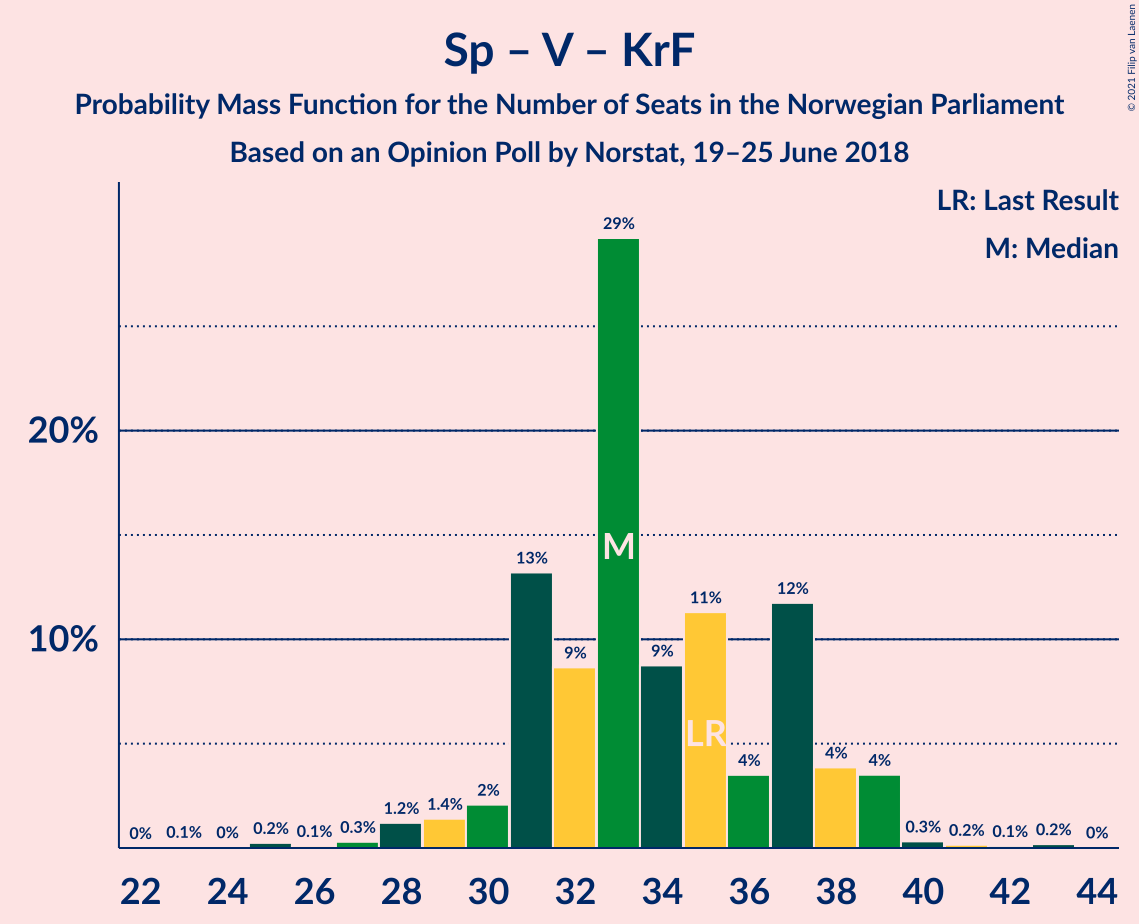 Sp – V – KrF
Probability Mass Function for the Number of Seats in the Norwegian Parliament
Based on an Opinion Poll by Norstat, 19–25 June 2018
© 2021 Filip van Laenen
LR: Last Result
M: Median
20%
10%
0%
0.1%
0%
0.2%
0.1%
0.3%
1.2%
1.4%
2%
13%
9%
29%
9%
11%
4%
12%
4%
4%
0.3%
0.2%
0.1%
0.2%
0%
M
LR
22 24 26 28 30 32 34 36 38 40 42 44